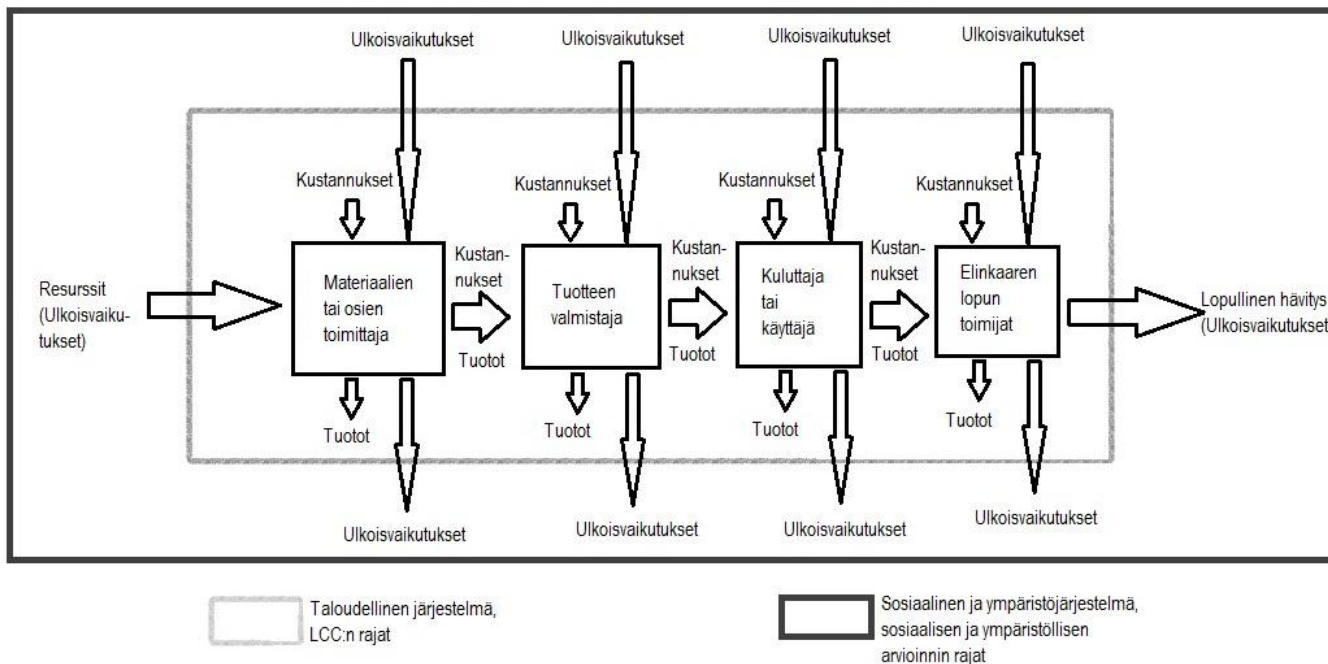 Ulkoisvaikutukset
Ulkoisvaikutukset
Ulkoisvaikutukset
Ulkoisvaikutukset
Kustannukset
Kustannukset
Kustannukset
Kustannukset
Resurssit
(Ulkoisvaiku-
tukset)
Materiaalien
tai osien
toimittaja
Kustan-
nukset
Tuotot
Tuotteen
valmistaja
Kustan-
nukset
Tuotot
Kuluttaja
tai
käyttäjä
Kustan-
nukset
Tuotot
Elinkaaren
lopun
toimijat
Lopullinen hävitys
(Ulkoisvaikutukset
Tuotot
Tuotot
Tuotot
Tuotot
Ulkoisvaikutukset
Ulkoisvaikutukset
Ulkoisvaikutukset
Ulkoisvaikutukset
Taloudellinen järjestelmä,
LCC:n rajat
Sosiaalinen ja ympäristöjärjestelmä,
sosiaalisen ja ympäristöllisen
arvioinnin rajat